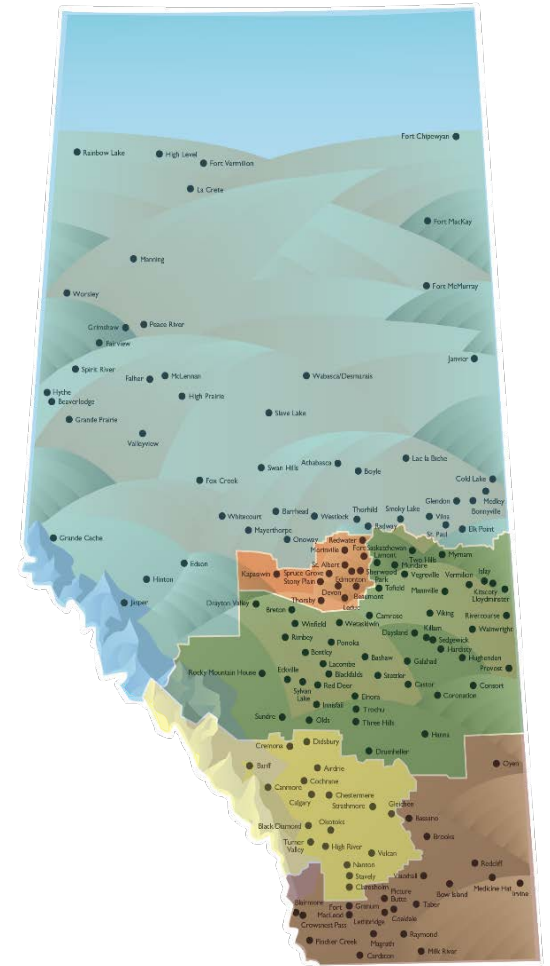 Fort Chipewyan
Rainbow Lake
High Level
Fort Vermilion
La Crete
Fort MacKay
Manning
Fort McMurray
Worsley
Grimshaw
Peace River
Fairview
Janvier
Spirit River
Falher
McLennan
Wabasca/Desmarais
Hythe
Beaverlodge
High Prairie
Grande Prairie
Slave Lake
Valleyview
Lac la Biche
Athabasca
Swan Hills
Boyle
Fox Creek
Cold Lake
Glendon
Medley
Bonnyville
Whitecourt
Barrhead
Westlock
Thorhild
Smoky Lake
Vilna
Radway
St. Paul
Elk Point
Mayerthorpe
Onoway
Redwater
Grande Cache
Morinville
Fort Saskatchewan
Lamont
Two Hills
Myrnam
Edson
St. Albert
Mundare
Islay
Kapasiwin
Spruce Grove
Sherwood
Park
Vegreville
Vermilion
Hinton
Stony Plain
Edmonton
Tofield
Mannville
Kitscoty
Lloydminster
Devon
Beaumont
Jasper
Drayton Valley
Thorsby
Leduc
Breton
Camrose
Viking
Rivercourse
Winfield
Wetaskiwin
Daysland
Killam
Wainwright
Sedgewick
Rimbey
Ponoka
Hardisty
Bentley
Bashaw
Galahad
Hughenden
Provost
Lacombe
Rocky Mountain House
Eckville
Blackfalds
Stettler
Red Deer
Castor
Consort
Sylvan
Lake
Elnora
Coronation
Innisfail
Trochu
Sundre
Olds
Three Hills
Hanna
Didsbury
Cremona
Drumheller
Banff
Airdrie
Oyen
Cochrane
Canmore
Chestermere
Calgary
Strathmore
Gleichen
Bassano
Okotoks
Black Diamond
Brooks
Turner
Valley
High River
Vulcan
Nanton
Redcliff
Stavely
Vauxhall
Medicine Hat
Claresholm
Bow Island
Irvine
Picture
Butte
Blairmore
Fort
MacLeod
Granum
Taber
Coaldale
Crowsnest Pass
Lethbridge
Raymond
Pincher Creek
Magrath
Milk River
Cardston